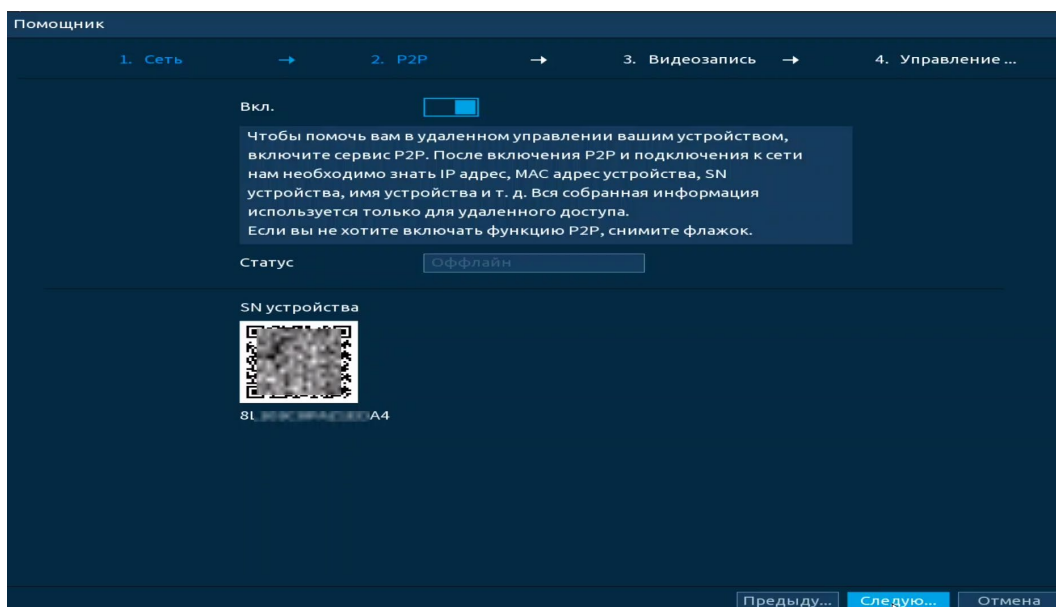 Помощник
1. Сеть → 2. P2P → 3. Видеозапись → 4. Управление ...
Вкл.
Чтобы помочь вам в удаленном управлении вашим устройством,
включите сервис P2P. После включения P2P и подключения к сети
нам необходимо знать IP адрес, MAC адрес устройства, SN
устройства, имя устройства и т. д. Вся собранная информация
используется только для удаленного доступа.
Если вы не хотите включать функцию P2P, снимите флажок.
Статус Оффлайн
SN устройства
8L A4
Предыду... Следую... Отмена